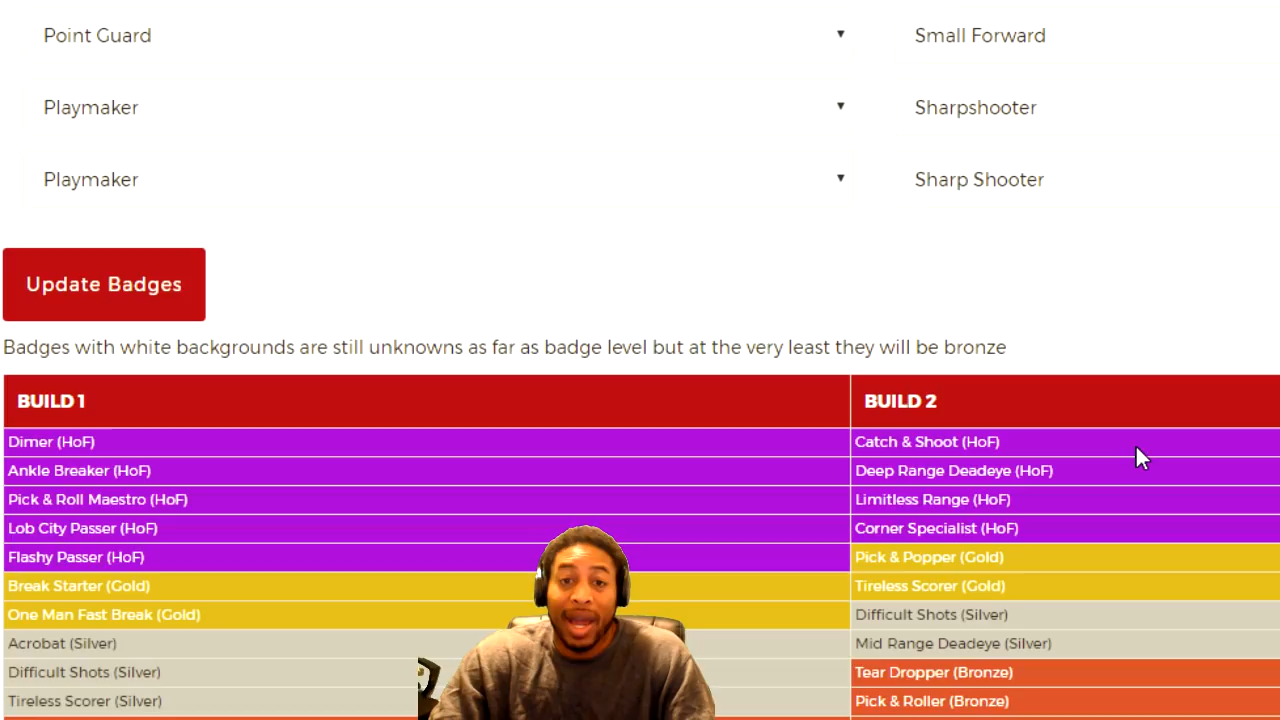 Point Guard
Small Forward
Playmaker
Sharpshooter
Playmaker
Sharp Shooter
Update Badges
Badges with white backgrounds are still unknowns as far as badge level but at the very least they will be bronze
BUILD 1
BUILD 2
Dimer (HoF)
Catch & Shoot (HoF)
Ankle Breaker (HoF)
Deep Range Deadeye (HoF)
Pick & Roll Maestro (HoF)
Limitless Range (HoF)
Lob City Passer (HoF)
Corner Specialist (HoF)
Flashy Passer (HoF)
Pick & Popper (Gold)
Break Starter (Gold)
Tireless Scorer (Gold)
One Man Fast Break (Gold)
Difficult Shots (Silver)
Acrobat (Silver)
Mid Range Deadeye (Silver)
Difficult Shots (Silver)
Tear Dropper (Bronze)
Tireless Scorer (Silver)
Pick & Roller (Bronze)